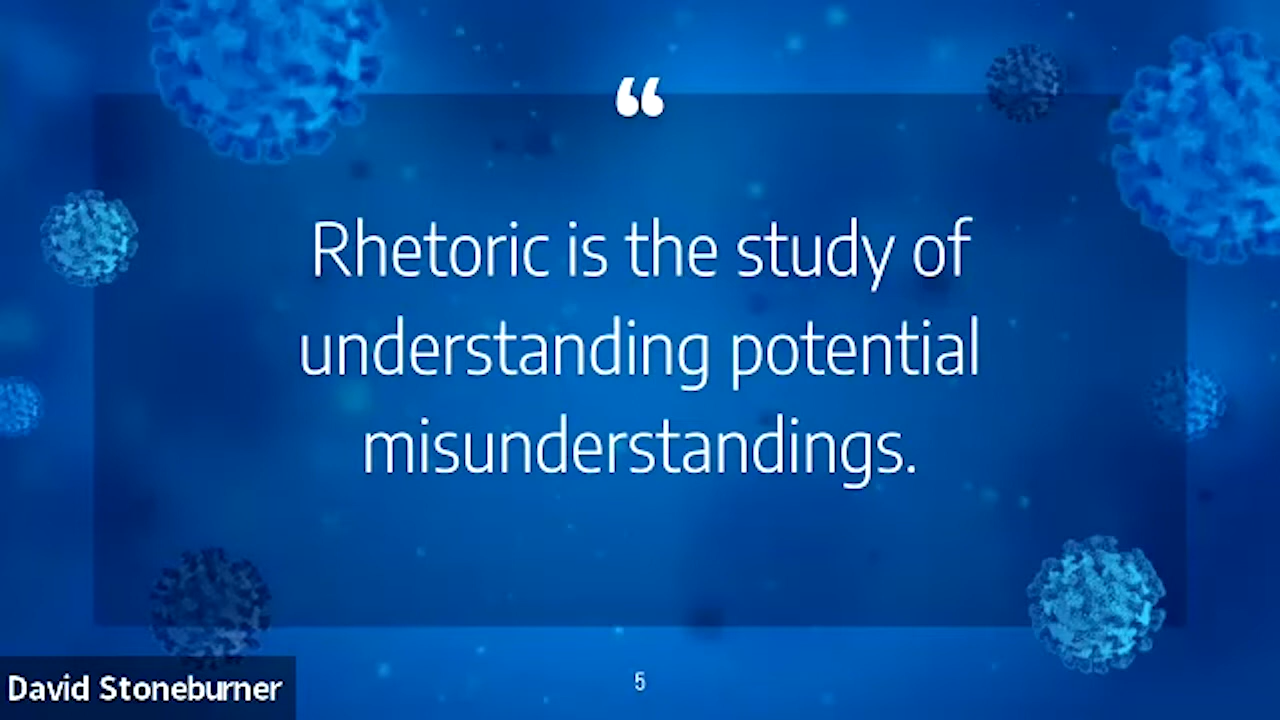 “
Rhetoric is the study of
understanding potential
misunderstandings.
David Stoneburner
5